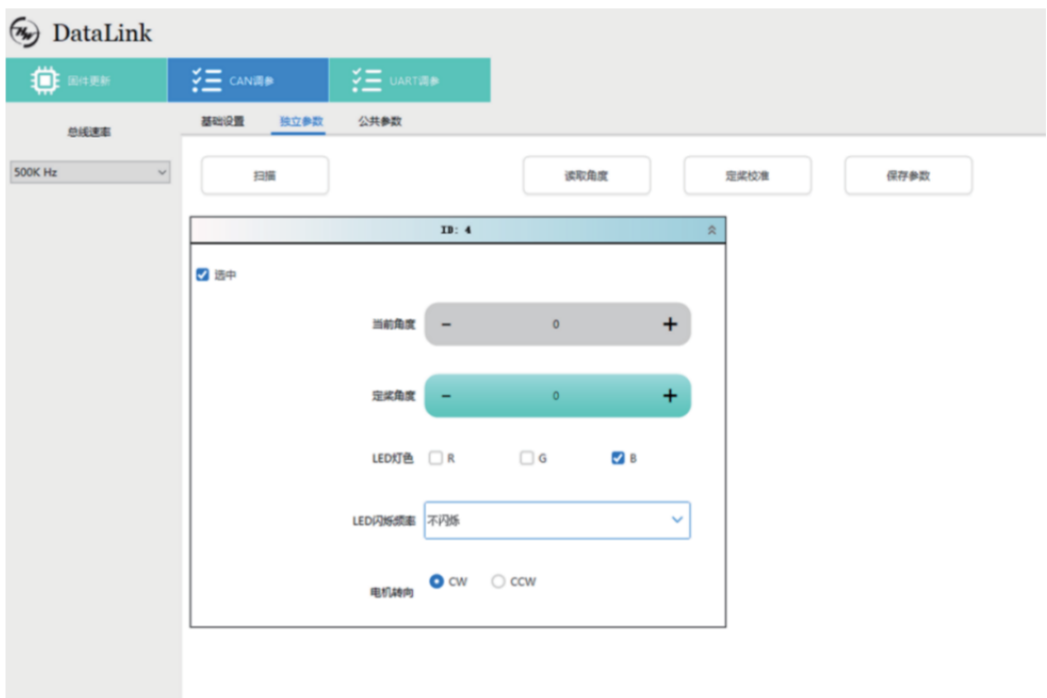 DataLink
固件更新 CAN调参 UART调参
总线速率
500K Hz
基础设置 独立参数 公共参数
扫描 读取角度 定桨校准 保存参数
ID: 4
选中
当前角度 - 0 +
定桨角度 - 0 +
LED灯色 R G B
LED闪烁频率 不闪烁
电机转向 CW CCW